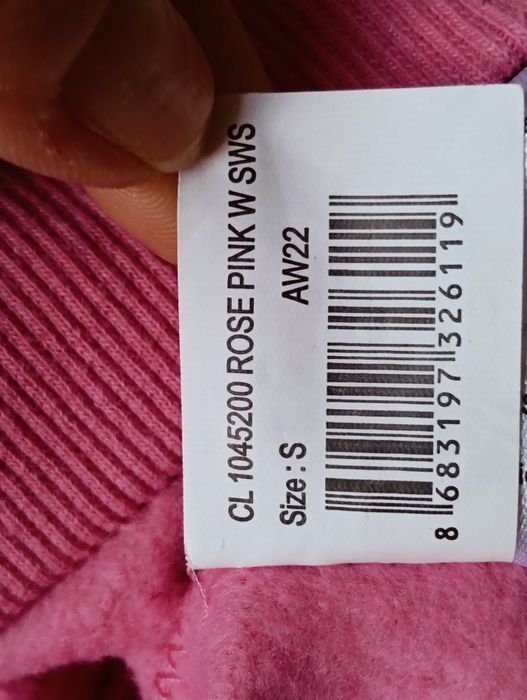 CL 1045200 ROSE PINK W SWS
AW22
Size : S
8 683197 326119